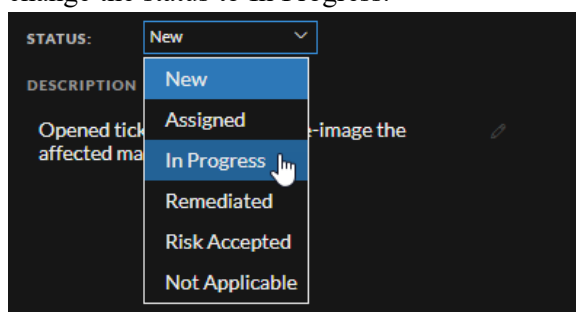 change the status to In Progress.
STATUS: New
DESCRIPTION
New
Assigned
Opened tick e-image the
affected ma
In Progress
Remediated
Risk Accepted
Not Applicable